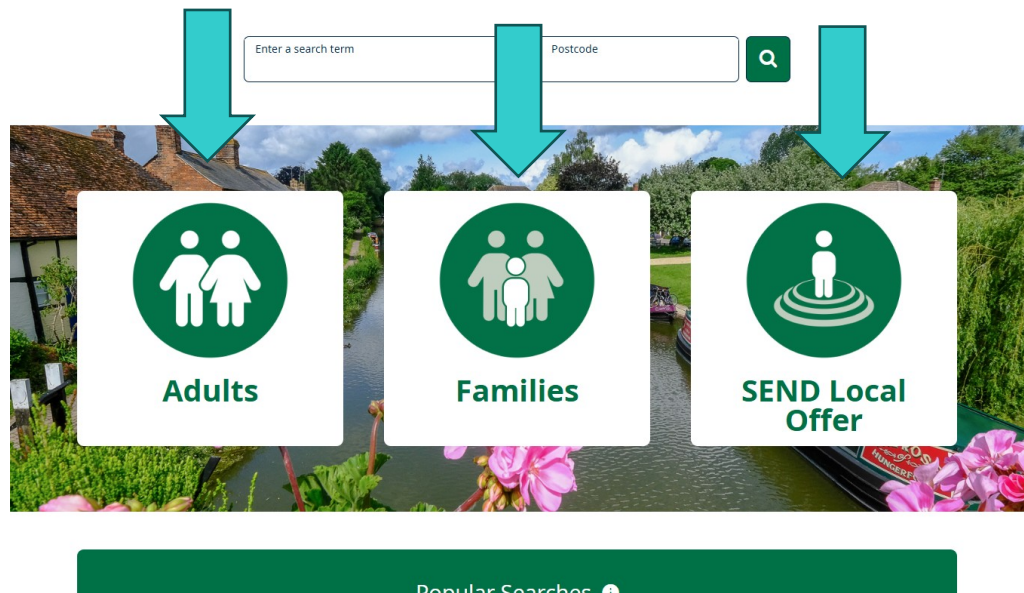 Enter a search term
Postcode
Adults
Families
SEND Local
Offer
Popular Searches